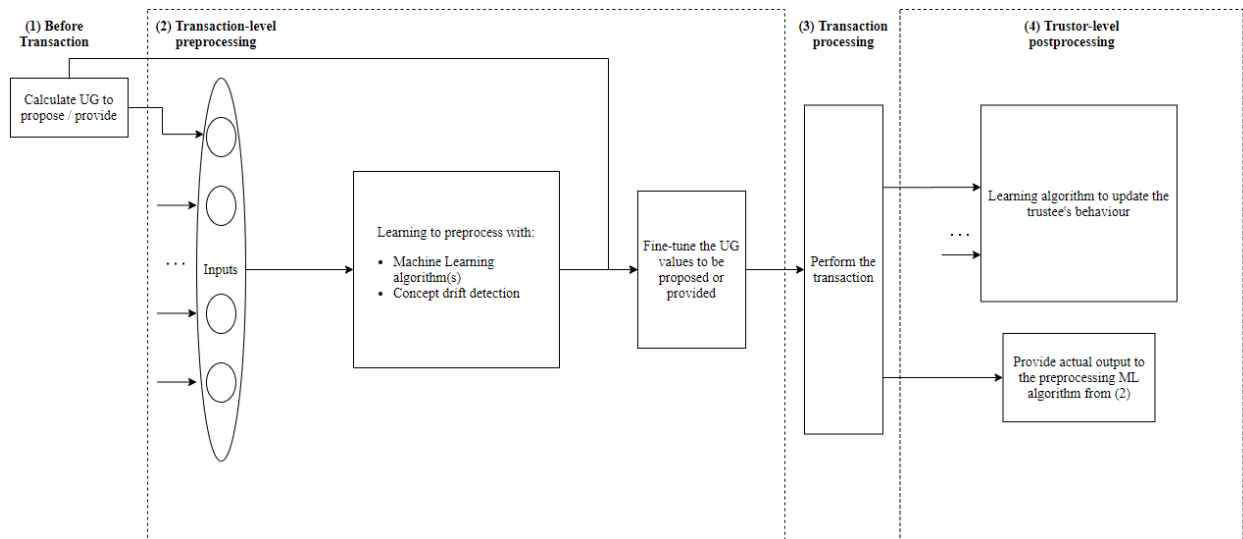 (1) Before
Transaction
(2) Transaction-level
preprocessing
(3) Transaction
processing
(4) Trustor-level
postprocessing
Calculate UG to
propose / provide
...
Inputs
Learning to preprocess with:
• Machine Learning
algorithm(s)
• Concept drift detection
Fine-tune the UG
values to be
proposed or
provided
Perform the
transaction
Learning algorithm to update the
trustee's behaviour
...
Provide actual output to
the preprocessing ML
algorithm from (2)